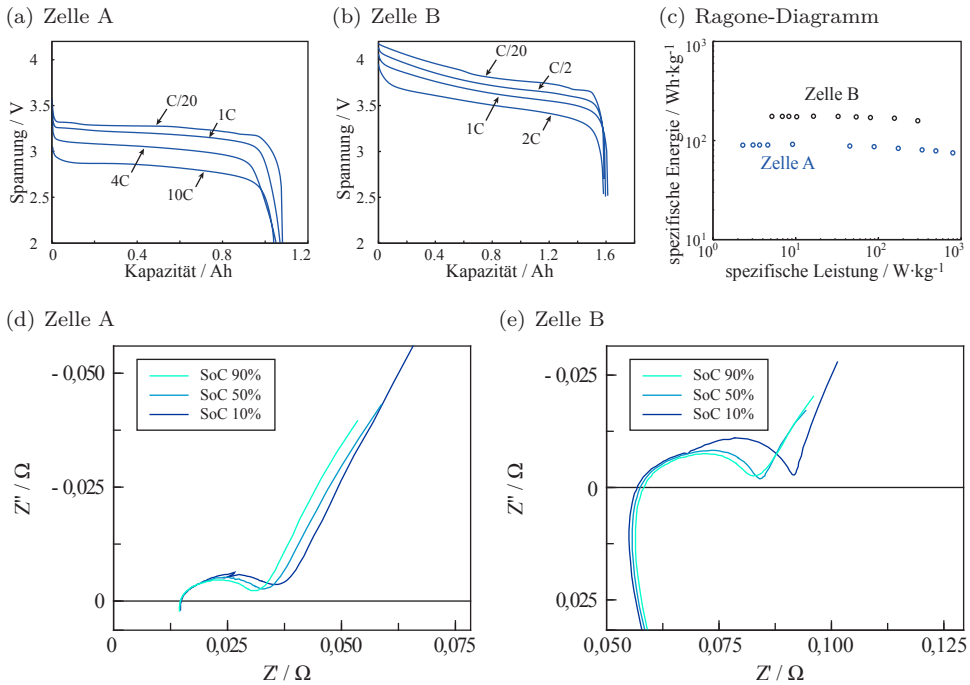 (a) Zelle A
4
3.5
3
2.5
2
Spannung / V
C/20
1C
4C
10C
0
0.4
0.8
1.2
Kapazität / Ah
(b) Zelle B
4
3.5
3
2.5
2
Spannung / V
C/20
C/2
1C
2C
0
0.4
0.8
1.2
1.6
Kapazität / Ah
(c) Ragone-Diagramm
10³
10²
10¹
spezifische Energie / Wh·kg⁻¹
Zelle B
Zelle A
10⁰
10¹
10²
10³
spezifische Leistung / W·kg⁻¹
(d) Zelle A
- 0,050
- 0,025
0
Z'' / Ω
SoC 90%
SoC 50%
SoC 10%
0
0,025
0,050
0,075
Z' / Ω
(e) Zelle B
- 0,025
0
0,025
Z'' / Ω
SoC 90%
SoC 50%
SoC 10%
0,050
0,075
0,100
0,125
Z' / Ω